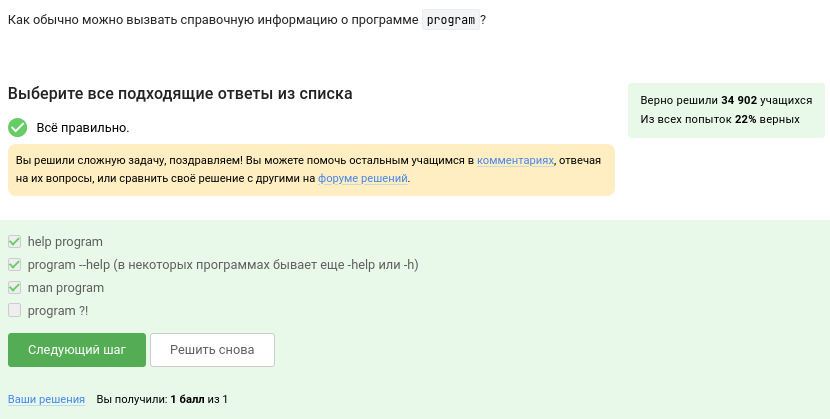 Как обычно можно вызвать справочную информацию о программе program?
Выберите все подходящие ответы из списка
Верно решили 34 902 учащихся
Из всех попыток 22% верных
Всё правильно.
Вы решили сложную задачу, поздравляем! Вы можете помочь остальным учащимся в комментариях, отвечая
на их вопросы, или сравнить своё решение с другими на форуме решений.
help program
program --help (в некоторых программах бывает еще -help или -h)
man program
program ?!
Следующий шаг
Решить снова
Ваши решения Вы получили: 1 балл из 1